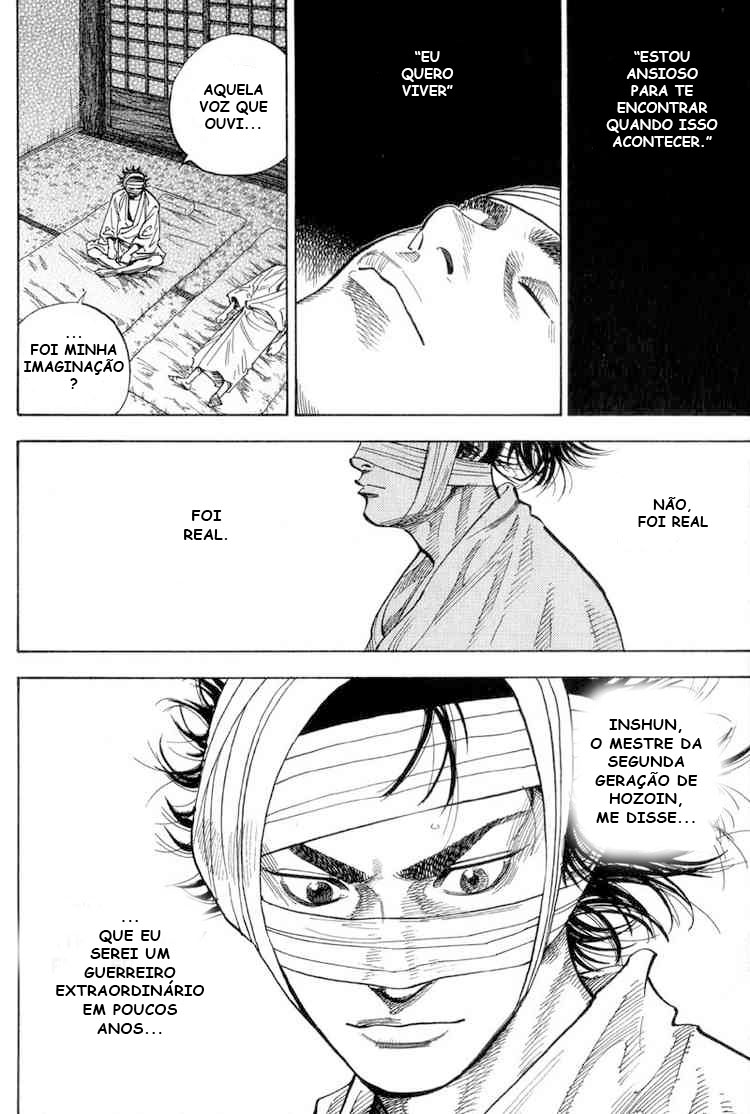 “ESTOU
ANSIOSO
PARA TE
ENCONTRAR
QUANDO ISSO
ACONTECER.”
“EU
QUERO
VIVER”
AQUELA
VOZ QUE
OUVI...
...
FOI MINHA
IMAGINAÇÃO
?
NÃO,
FOI REAL
FOI
REAL.
INSHUN,
O MESTRE DA
SEGUNDA
GERAÇÃO DE
HOZOIN,
ME DISSE...
...
QUE EU
SEREI UM
GUERREIRO
EXTRAORDINÁRIO
EM POUCOS
ANOS...